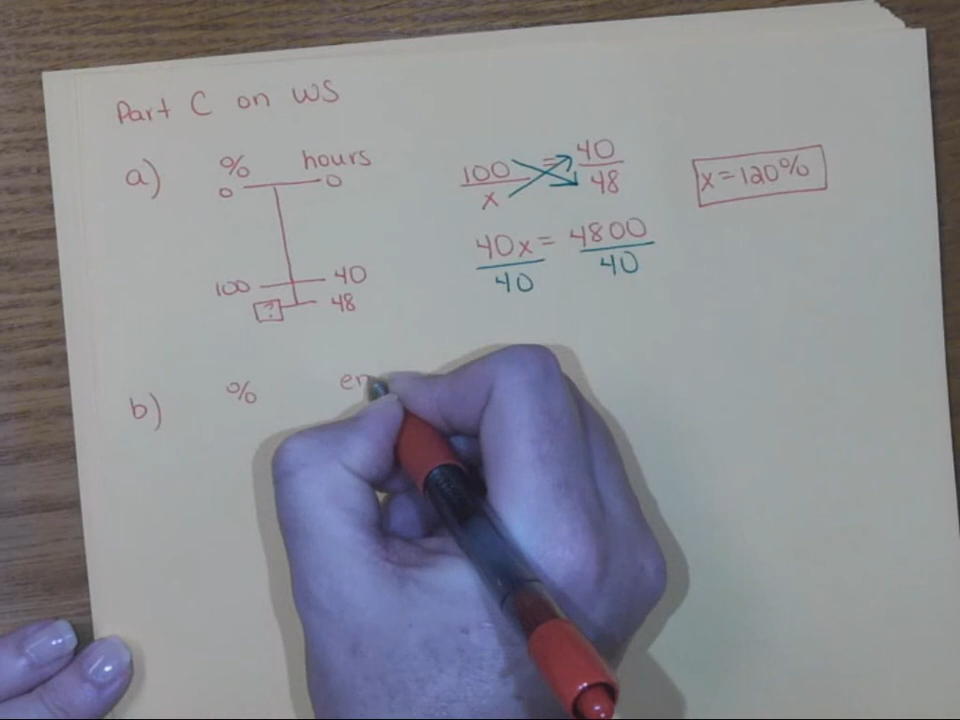 Part C on WS
a) % hours
0 0
100 40
? 48
100/x = 40/48
40x/40 = 4800/40
x = 120%
b) %